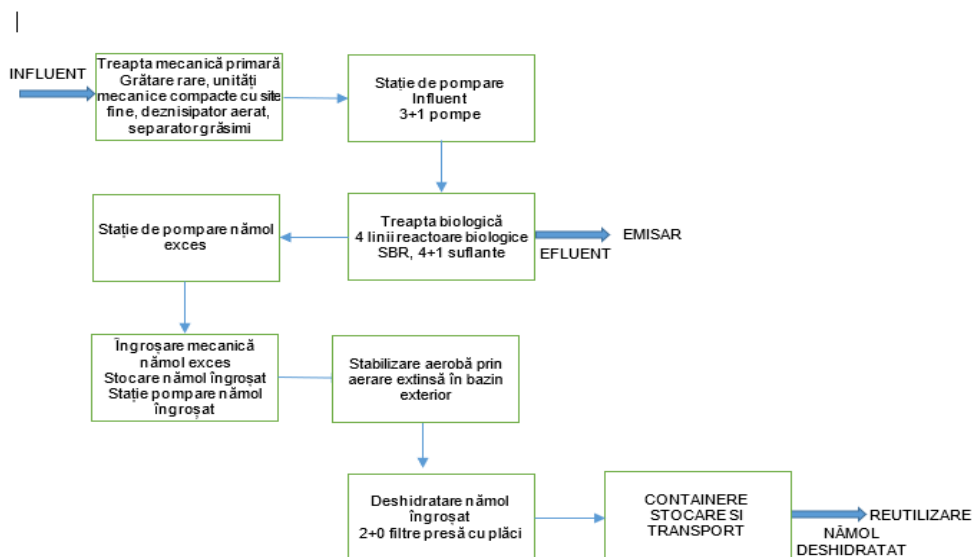 INFLUENT
Treapta mecanică primară
Grătare rare, unități
mecanice compacte cu site
fine, deznisipator aerat,
separator grăsimi
Stație de pompare
Influent
3+1 pompe
Stație de pompare nămol
exces
Treapta biologică
4 linii reactoare biologice
SBR, 4+1 suflante
EFLUENT
EMISAR
Îngroșare mecanică
nămol exces
Stocare nămol îngroșat
Stație pompare nămol
îngroșat
Stabilizare aerobă prin
aerare extinsă în bazin
exterior
Deshidratare nămol
îngroșat
2+0 filtre presă cu plăci
CONTAINERE
STOCARE SI
TRANSPORT
REUTILIZARE
NĂMOL
DESHIDRATAT